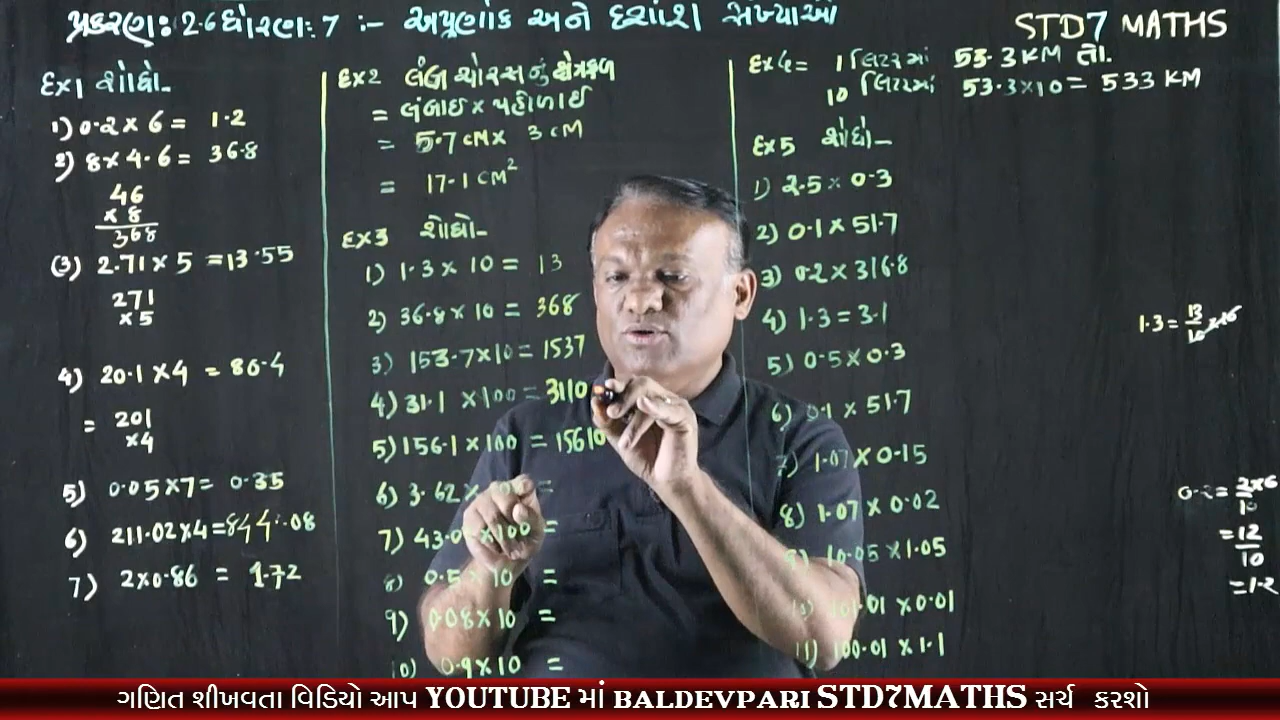 પ્રકરણ: 2.6 ધોરણ: 7 :- અપૂર્ણાંક અને દશાંશ સંખ્યાઓ
STD7 MATHS
Ex1 શોધો-
1) 0.2 × 6 = 1.2
2) 8 × 4.6 = 36.8
46
× 8
368
(3) 2.71 × 5 = 13.55
271
× 5
4) 20.1 × 4 = 80.4
= 201
× 4
5) 0.05 × 7 = 0.35
6) 211.02 × 4 = 844.08
7) 2 × 0.86 = 1.72
Ex2 લંબ ચોરસનું ક્ષેત્રફળ
= લંબાઈ × પહોળાઈ
= 5.7 CM × 3 CM
= 17.1 CM²
Ex3 શોધો-
1) 1.3 × 10 = 13
2) 36.8 × 10 = 368
3) 153.7 × 10 = 1537
4) 31.1 × 100 = 3110
5) 156.1 × 100 = 15610
6) 3.62 × =
7) 43.0 × 100 =
8) 0.5 × 10 =
9) 0.08 × 10 =
10) 0.9 × 10 =
Ex4 = 1 લિટરમાં 53.3 KM તો.
10 લિટરમાં 53.3 × 10 = 533 KM
Ex5 શોધો-
1) 2.5 × 0.3
2) 0.1 × 51.7
3) 0.2 × 316.8
4) 1.3 = 3.1
5) 0.5 × 0.3
6) 0.1 × 51.7
7) 1.07 × 0.15
8) 1.07 × 0.02
9) 10.05 × 1.05
10) 101.01 × 0.01
11) 100.01 × 1.1
1.3 = 13/10 × 10
0.2 = 2×6/10
= 12/10
= 1.2
ગણિત શીખવતા વિડિયો આપ YOUTUBE માં BALDEVPARI STD7MATHS સર્ચ કરશો